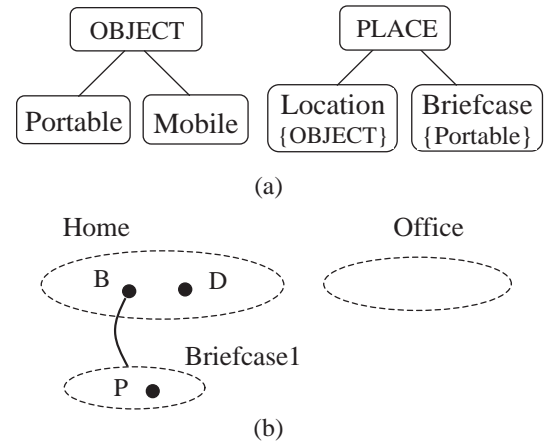 OBJECT
PLACE
Portable
Mobile
Location
{OBJECT}
Briefcase
{Portable}
(a)
Home
Office
B
D
Briefcase1
P
(b)